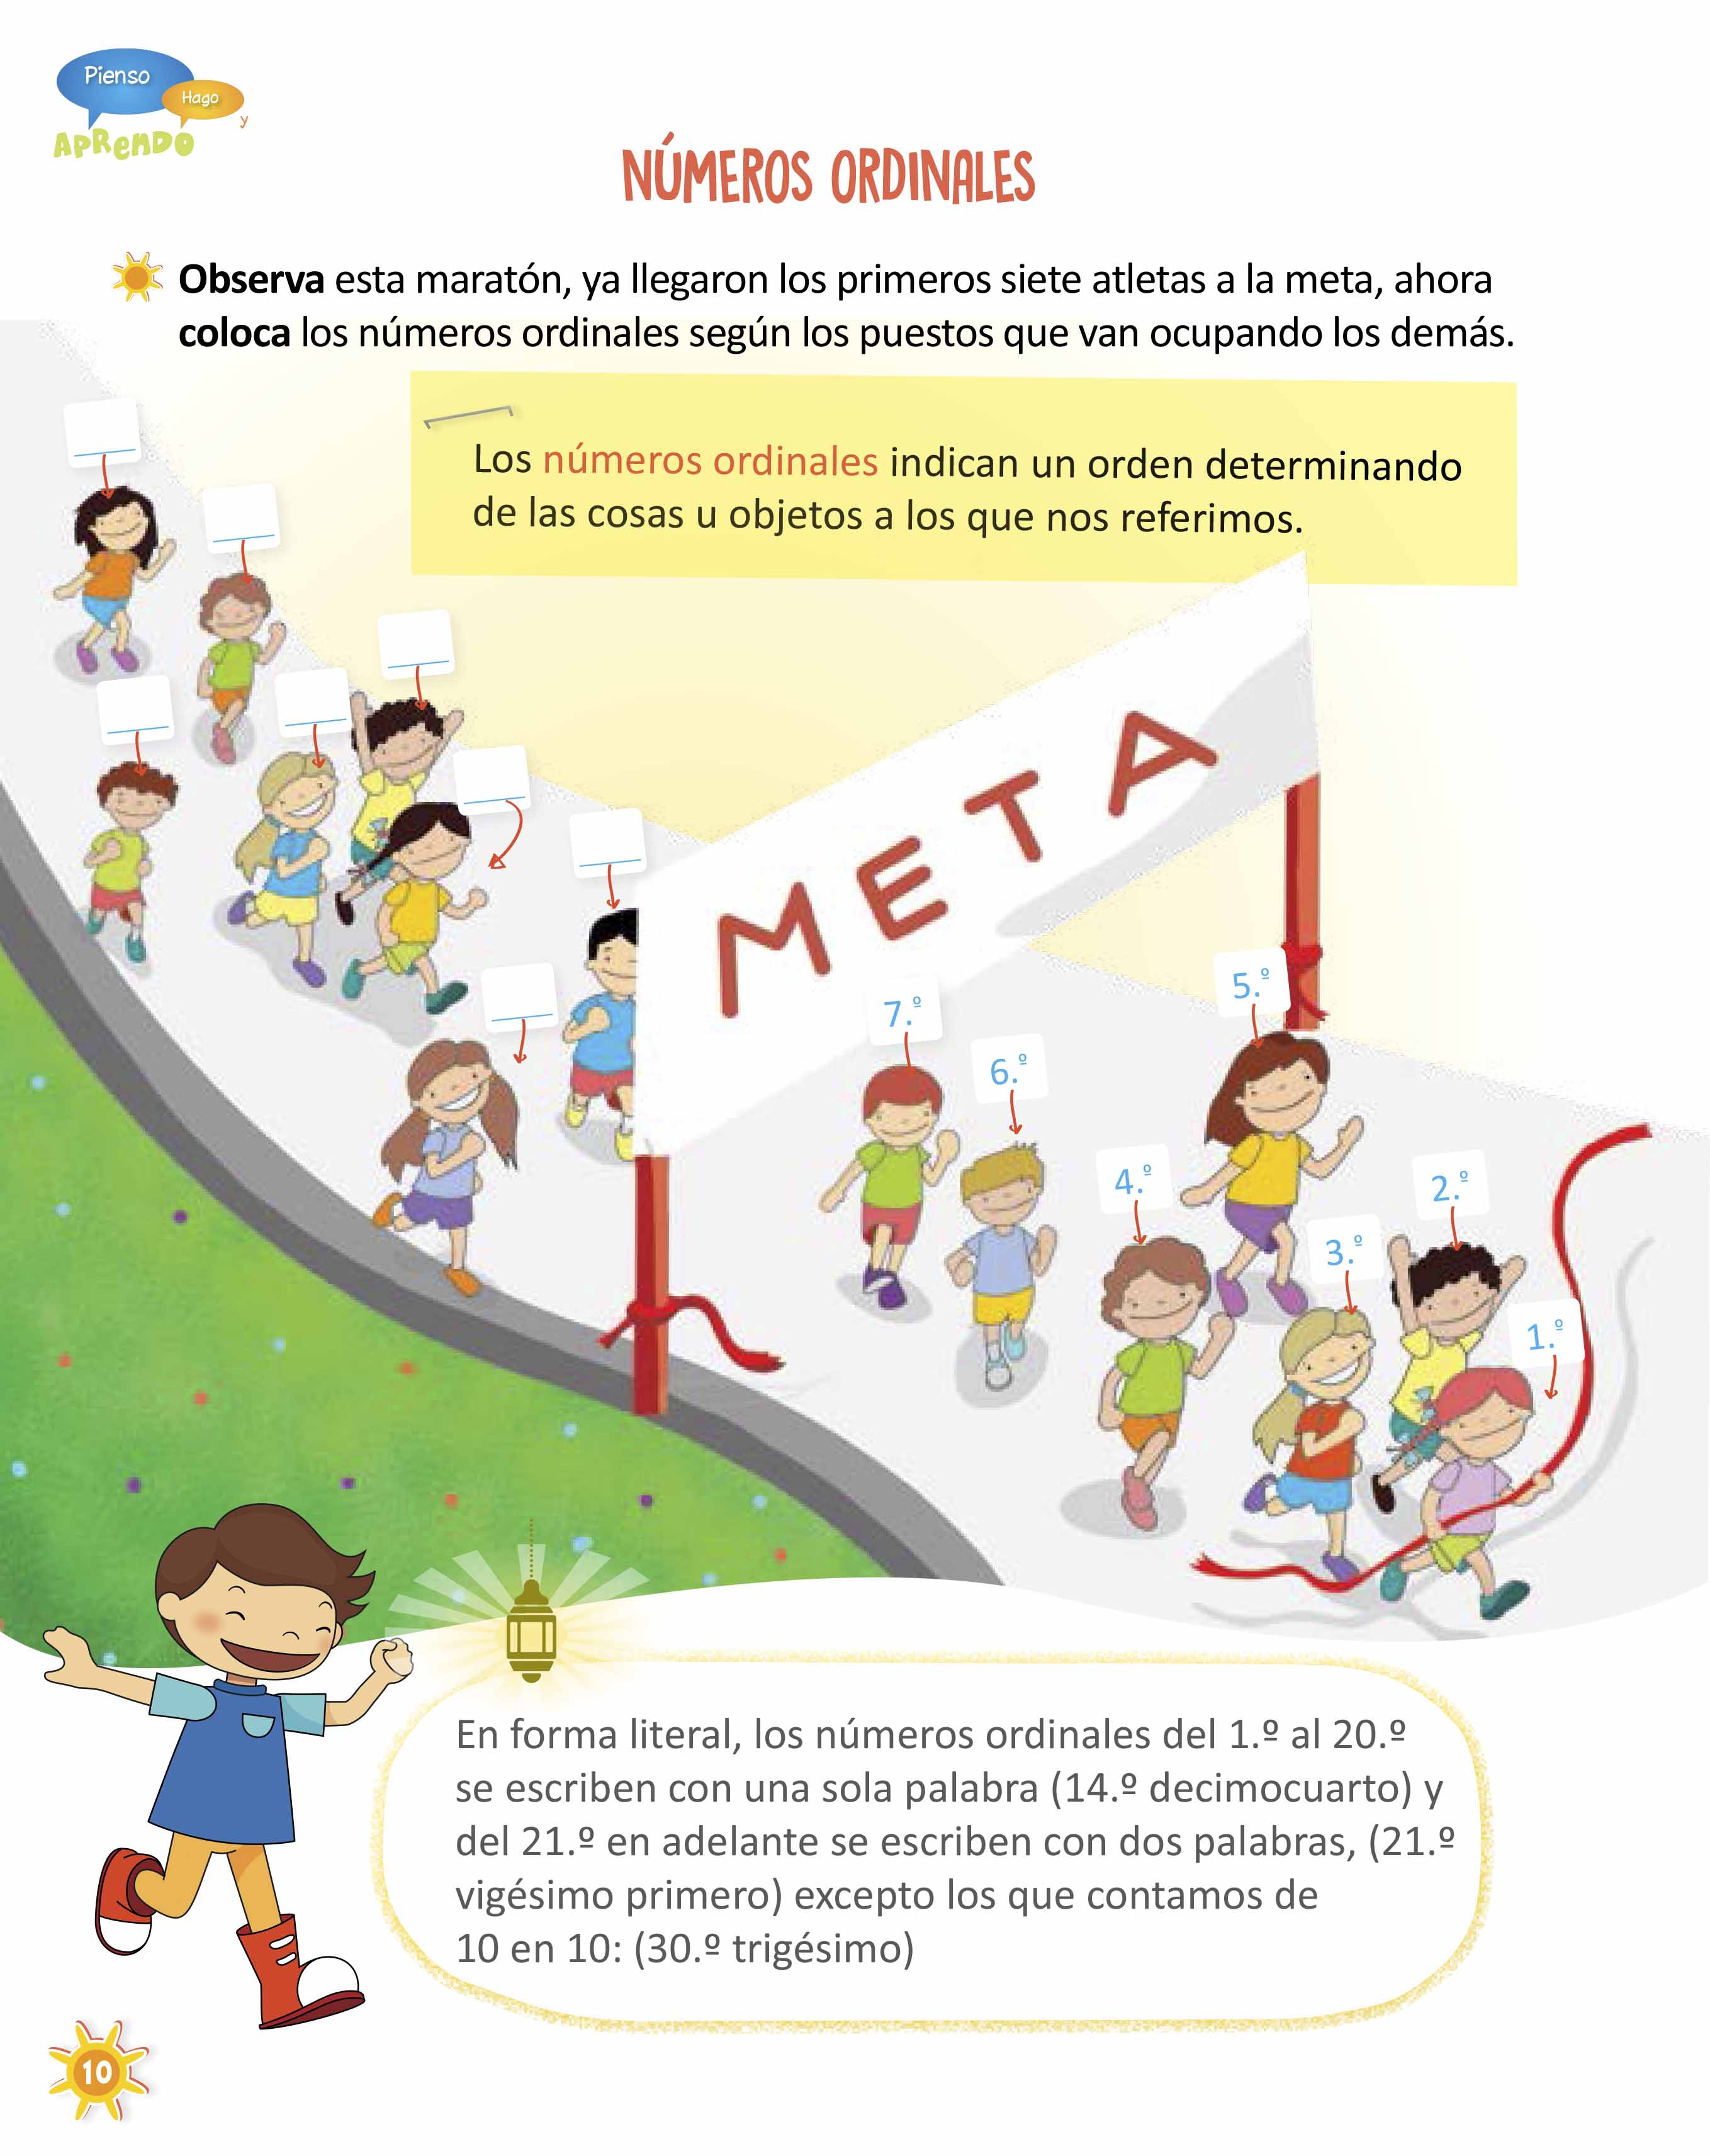 Pienso
Hago
y
APRENDO
NÚMEROS ORDINALES
Observa esta maratón, ya llegaron los primeros siete atletas a la meta, ahora
coloca los números ordinales según los puestos que van ocupando los demás.
Los números ordinales indican un orden determinando
de las cosas u objetos a los que nos referimos.
META
7.º
6.º
5.º
4.º
3.º
2.º
1.º
En forma literal, los números ordinales del 1.º al 20.º
se escriben con una sola palabra (14.º decimocuarto) y
del 21.º en adelante se escriben con dos palabras, (21.º
vigésimo primero) excepto los que contamos de
10 en 10: (30.º trigésimo)
10